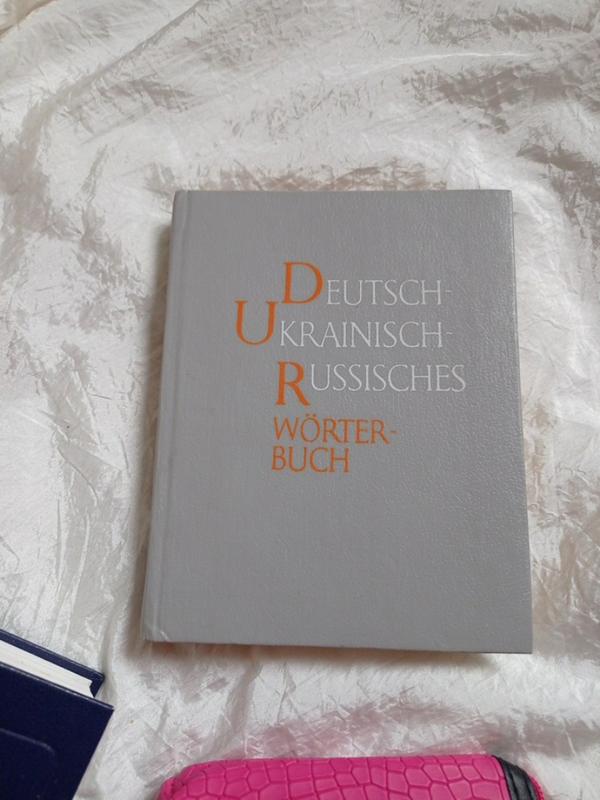 DEUTSCH-
UKRAINISCH-
RUSSISCHES
WÖRTER-
BUCH